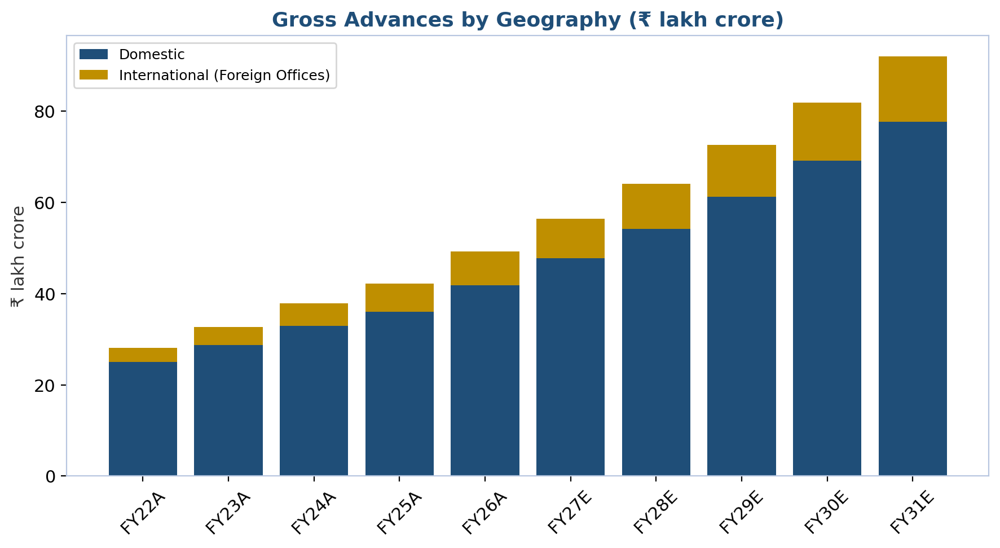 Gross Advances by Geography (₹ lakh crore)
Domestic
International (Foreign Offices)
₹ lakh crore
80
60
40
20
0
FY22A
FY23A
FY24A
FY25A
FY26A
FY27E
FY28E
FY29E
FY30E
FY31E